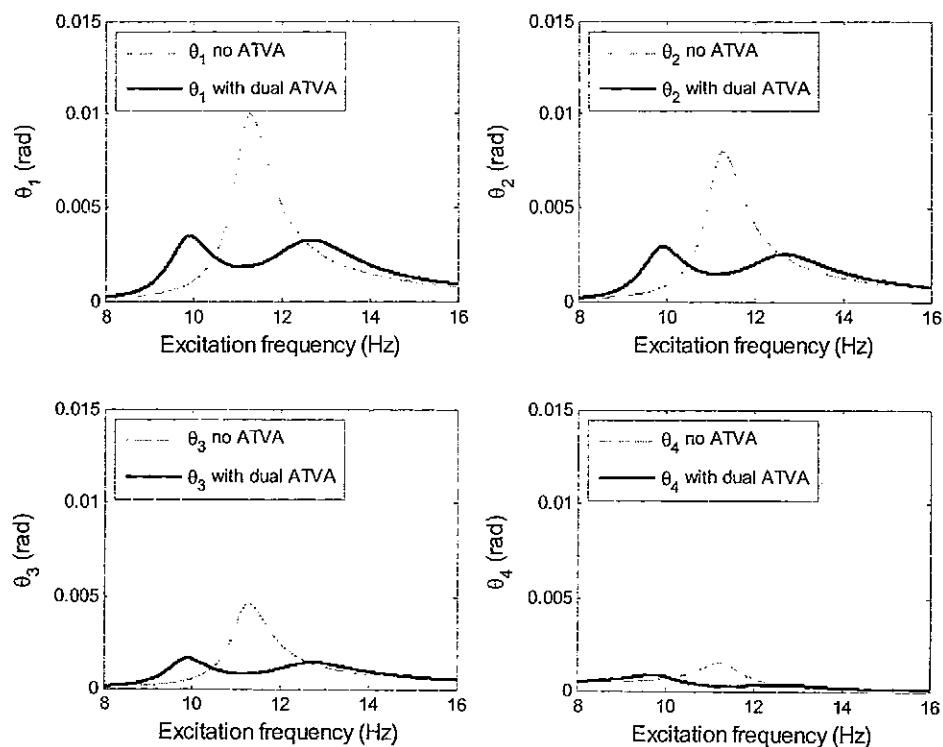 0.015
θ1 no ATVA
θ1 with dual ATVA
0.01
0.005
0
θ1 (rad)
8 10 12 14 16
Excitation frequency (Hz)
0.015
θ2 no ATVA
θ2 with dual ATVA
0.01
0.005
0
θ2 (rad)
8 10 12 14 16
Excitation frequency (Hz)
0.015
θ3 no ATVA
θ3 with dual ATVA
0.01
0.005
0
θ3 (rad)
8 10 12 14 16
Excitation frequency (Hz)
0.015
θ4 no ATVA
θ4 with dual ATVA
0.01
0.005
0
θ4 (rad)
8 10 12 14 16
Excitation frequency (Hz)